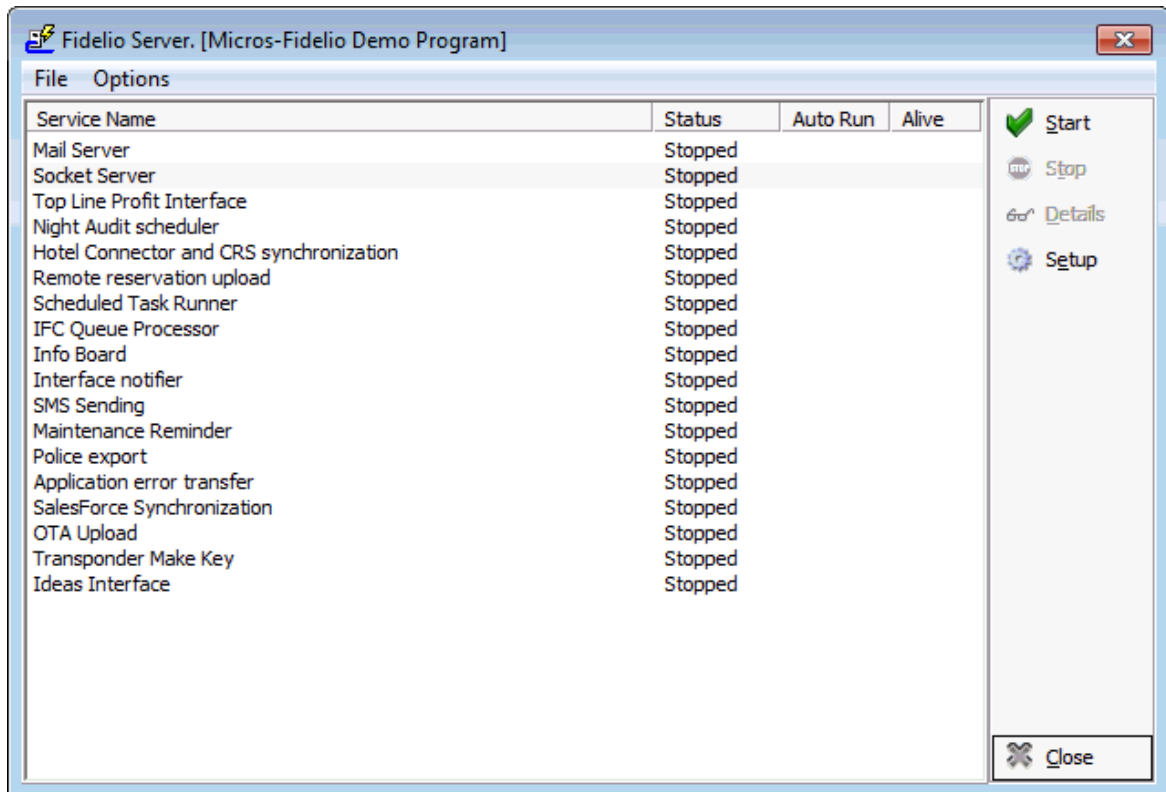 Fidelio Server. [Micros-Fidelio Demo Program]
File Options
Service Name Status Auto Run Alive
Mail Server Stopped
Socket Server Stopped
Top Line Profit Interface Stopped
Night Audit scheduler Stopped
Hotel Connector and CRS synchronization Stopped
Remote reservation upload Stopped
Scheduled Task Runner Stopped
IFC Queue Processor Stopped
Info Board Stopped
Interface notifier Stopped
SMS Sending Stopped
Maintenance Reminder Stopped
Police export Stopped
Application error transfer Stopped
SalesForce Synchronization Stopped
OTA Upload Stopped
Transponder Make Key Stopped
Ideas Interface Stopped
Start
STOP Stop
Details
Setup
Close